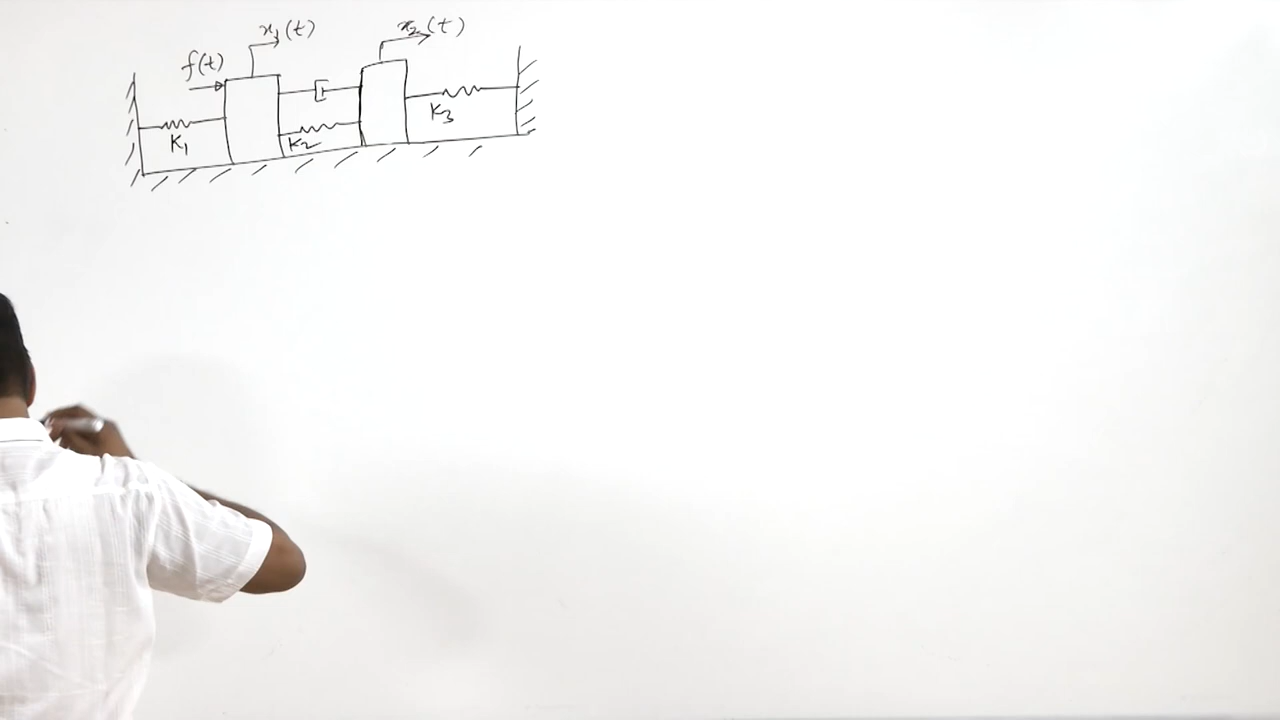 x₁(t) x₂(t)
f(t)
K₁ K₂ K₃